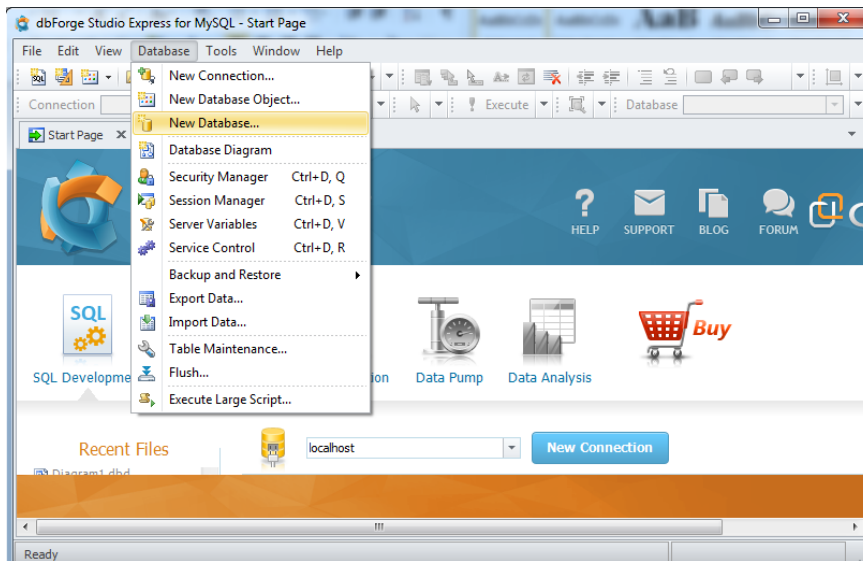 dbForge Studio Express for MySQL - Start Page
File Edit View Database Tools Window Help
Connection
Execute
Database
Start Page
New Connection...
New Database Object...
New Database...
Database Diagram
Security Manager Ctrl+D, Q
Session Manager Ctrl+D, S
Server Variables Ctrl+D, V
Service Control Ctrl+D, R
Backup and Restore
Export Data...
Import Data...
Table Maintenance...
Flush...
Execute Large Script...
HELP SUPPORT BLOG FORUM
SQL
Buy
SQL Developme
Data Pump Data Analysis
Recent Files
localhost
New Connection
Diagram1.dbd
Ready